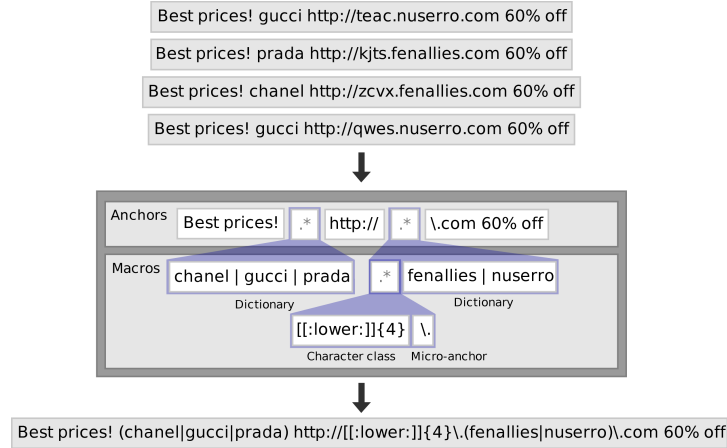 Best prices! gucci http://teac.nuserro.com 60% off
Best prices! prada http://kjts.fenallies.com 60% off
Best prices! chanel http://zcvx.fenallies.com 60% off
Best prices! gucci http://qwes.nuserro.com 60% off
Anchors Best prices! .* http:// .* \.com 60% off
Macros chanel | gucci | prada .* fenallies | nuserro
Dictionary Dictionary
[[:lower:]]{4} \.
Character class Micro-anchor
Best prices! (chanel|gucci|prada) http://[[:lower:]]{4}\.(fenallies|nuserro)\.com 60% off